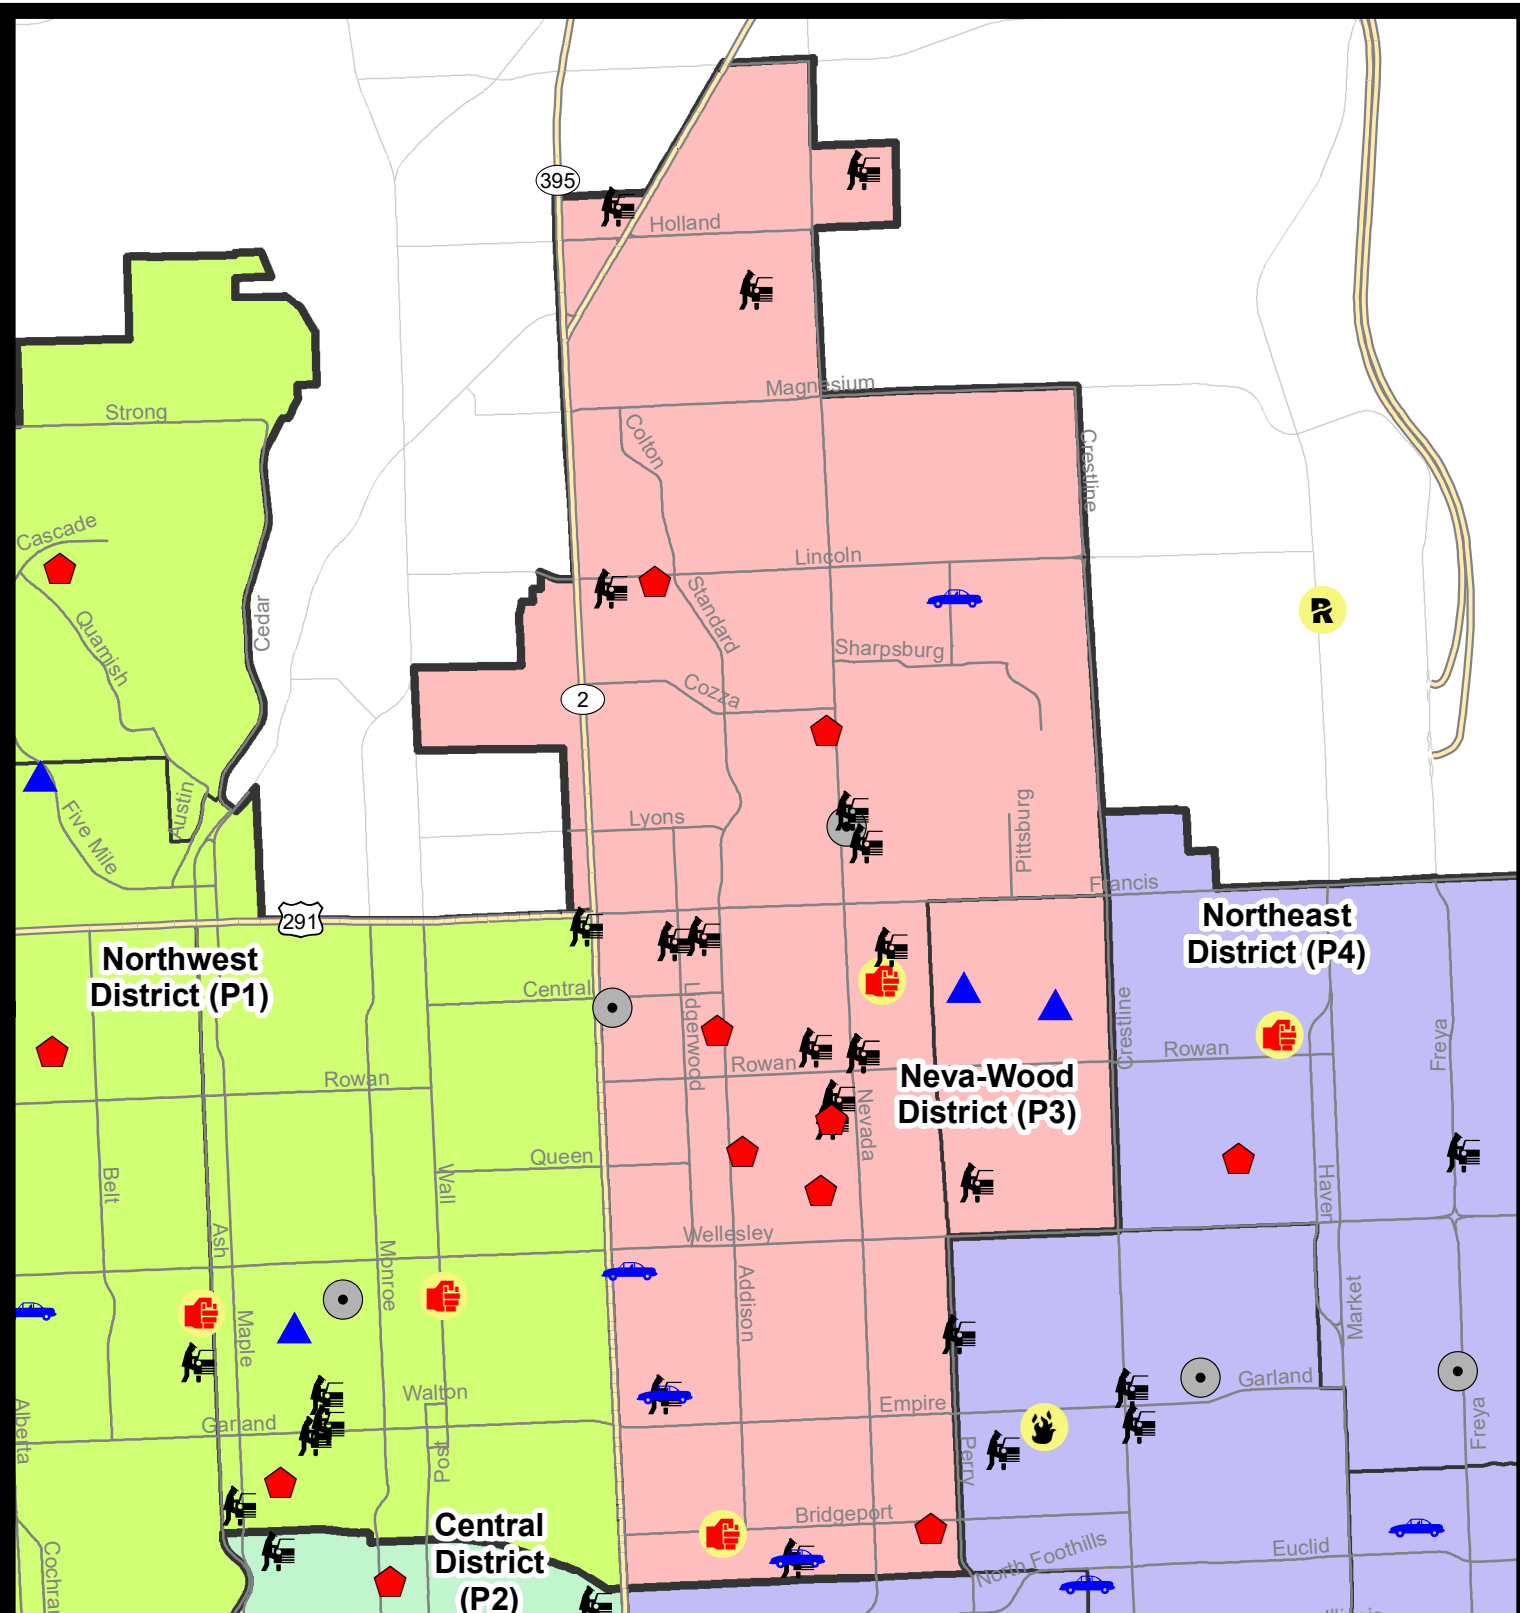 395
Holland
Magnesium
Strong
Colton
Crestline
Cascade
Lincoln
Quamish
Cedar
Standard
R
Sharpsburg
Cozza
2
Austin
Five Mile
Lyons
Pittsburg
Francis
291
Northwest
District (P1)
Northeast
District (P4)
Central
Lidgerwood
Crestline
Freya
Rowan
Rowan
Rowan
Neva-Wood
District (P3)
Nevada
Queen
Belt
Wall
Haven
Ash
Wellesley
Monroe
Addison
Market
Maple
Walton
Garland
Empire
Garland
Alberta
Post
Perry
Freya
Bridgeport
Central
District
(P2)
North Foothills
Euclid